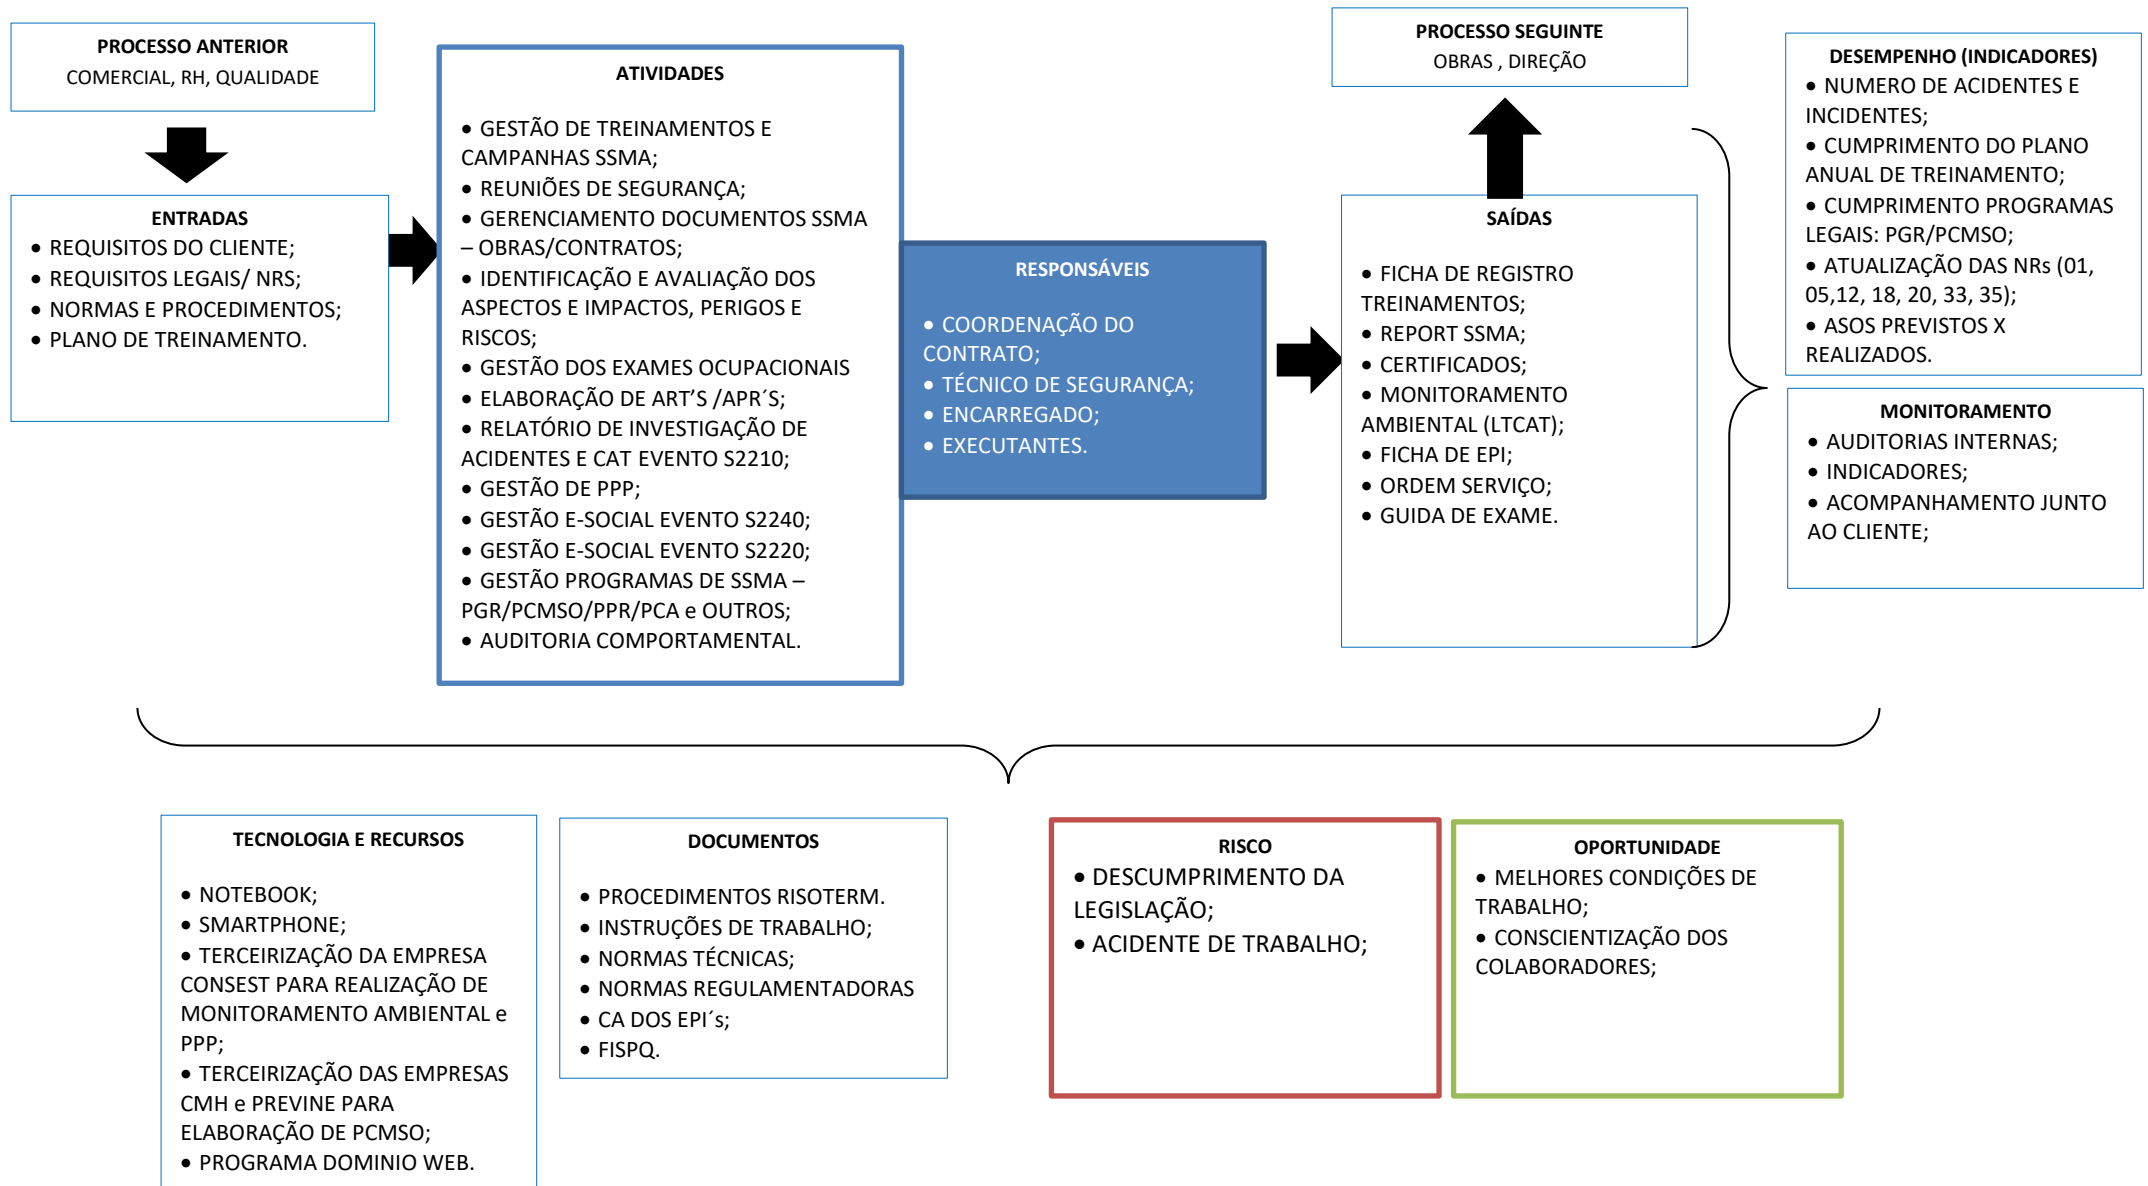 PROCESSO ANTERIOR
COMERCIAL, RH, QUALIDADE
ENTRADAS
• REQUISITOS DO CLIENTE;
• REQUISITOS LEGAIS/ NRS;
• NORMAS E PROCEDIMENTOS;
• PLANO DE TREINAMENTO.
ATIVIDADES
• GESTÃO DE TREINAMENTOS E
CAMPANHAS SSMA;
• REUNIÕES DE SEGURANÇA;
• GERENCIAMENTO DOCUMENTOS SSMA
– OBRAS/CONTRATOS;
• IDENTIFICAÇÃO E AVALIAÇÃO DOS
ASPECTOS E IMPACTOS, PERIGOS E
RISCOS;
• GESTÃO DOS EXAMES OCUPACIONAIS
• ELABORAÇÃO DE ART’S /APR´S;
• RELATÓRIO DE INVESTIGAÇÃO DE
ACIDENTES E CAT EVENTO S2210;
• GESTÃO DE PPP;
• GESTÃO E-SOCIAL EVENTO S2240;
• GESTÃO E-SOCIAL EVENTO S2220;
• GESTÃO PROGRAMAS DE SSMA –
PGR/PCMSO/PPR/PCA e OUTROS;
• AUDITORIA COMPORTAMENTAL.
RESPONSÁVEIS
• COORDENAÇÃO DO
CONTRATO;
• TÉCNICO DE SEGURANÇA;
• ENCARREGADO;
• EXECUTANTES.
PROCESSO SEGUINTE
OBRAS , DIREÇÃO
SAÍDAS
• FICHA DE REGISTRO
TREINAMENTOS;
• REPORT SSMA;
• CERTIFICADOS;
• MONITORAMENTO
AMBIENTAL (LTCAT);
• FICHA DE EPI;
• ORDEM SERVIÇO;
• GUIDA DE EXAME.
DESEMPENHO (INDICADORES)
• NUMERO DE ACIDENTES E
INCIDENTES;
• CUMPRIMENTO DO PLANO
ANUAL DE TREINAMENTO;
• CUMPRIMENTO PROGRAMAS
LEGAIS: PGR/PCMSO;
• ATUALIZAÇÃO DAS NRs (01,
05,12, 18, 20, 33, 35);
• ASOS PREVISTOS X
REALIZADOS.
MONITORAMENTO
• AUDITORIAS INTERNAS;
• INDICADORES;
• ACOMPANHAMENTO JUNTO
AO CLIENTE;
TECNOLOGIA E RECURSOS
• NOTEBOOK;
• SMARTPHONE;
• TERCEIRIZAÇÃO DA EMPRESA
CONSEST PARA REALIZAÇÃO DE
MONITORAMENTO AMBIENTAL e
PPP;
• TERCEIRIZAÇÃO DAS EMPRESAS
CMH e PREVINE PARA
ELABORAÇÃO DE PCMSO;
• PROGRAMA DOMINIO WEB.
DOCUMENTOS
• PROCEDIMENTOS RISOTERM.
• INSTRUÇÕES DE TRABALHO;
• NORMAS TÉCNICAS;
• NORMAS REGULAMENTADORAS
• CA DOS EPI´s;
• FISPQ.
RISCO
• DESCUMPRIMENTO DA
LEGISLAÇÃO;
• ACIDENTE DE TRABALHO;
OPORTUNIDADE
• MELHORES CONDIÇÕES DE
TRABALHO;
• CONSCIENTIZAÇÃO DOS
COLABORADORES;